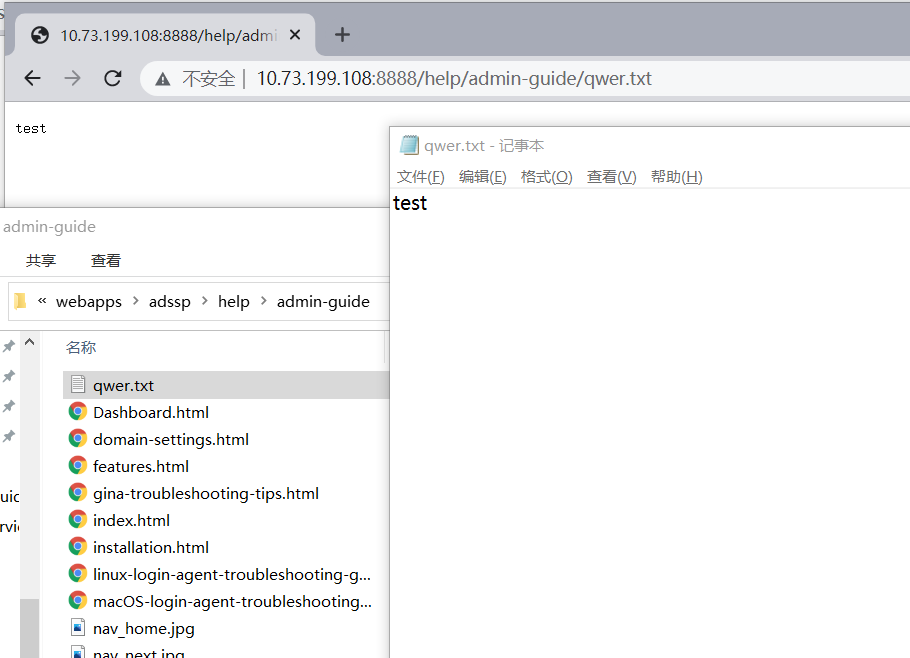 10.73.199.108:8888/help/admi
不安全 | 10.73.199.108:8888/help/admin-guide/qwer.txt
test
qwer.txt - 记事本
文件(F) 编辑(E) 格式(O) 查看(V) 帮助(H)
test
admin-guide
共享 查看
« webapps > adssp > help > admin-guide
名称
qwer.txt
Dashboard.html
domain-settings.html
features.html
gina-troubleshooting-tips.html
index.html
installation.html
linux-login-agent-troubleshooting-g...
macOS-login-agent-troubleshooting...
nav_home.jpg
nav_next.jpg